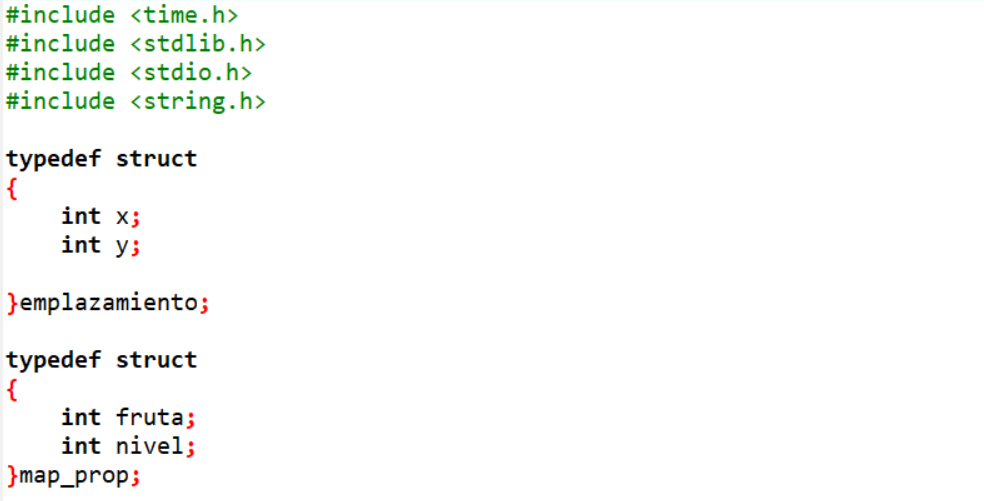 #include <time.h>
#include <stdlib.h>
#include <stdio.h>
#include <string.h>
typedef struct
{
    int x;
    int y;
}emplazamiento;
typedef struct
{
    int fruta;
    int nivel;
}map_prop;